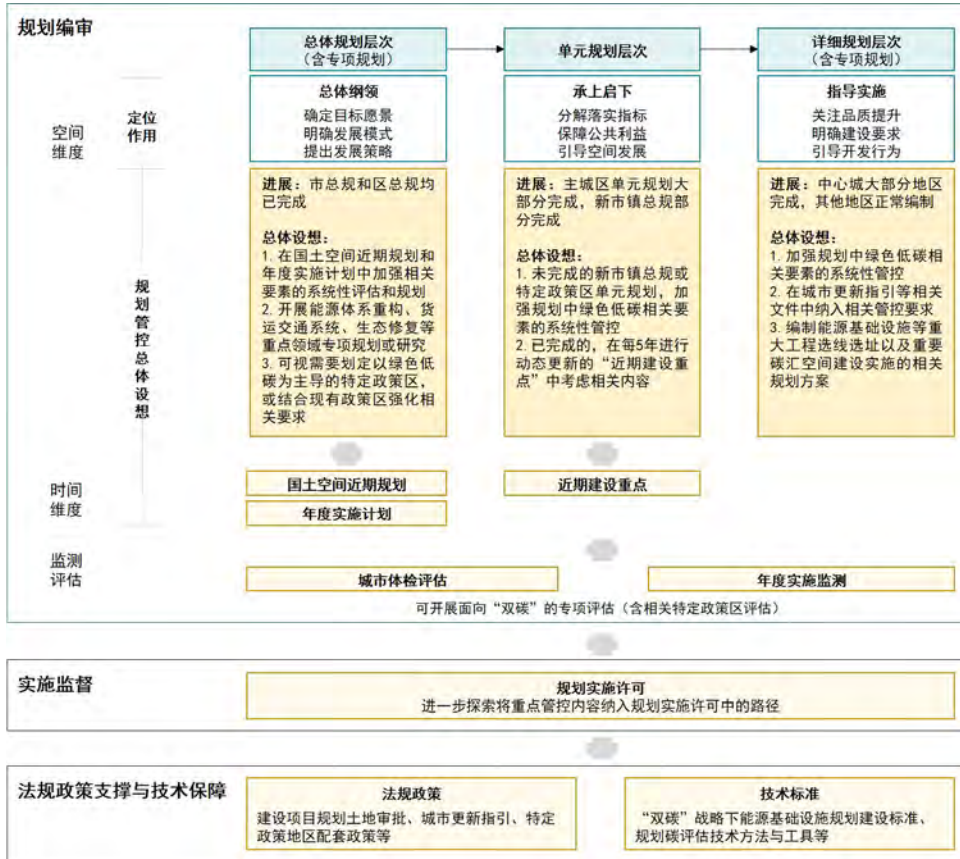 规划编审
总体规划层次
（含专项规划）
单元规划层次
详细规划层次
（含专项规划）
空间
维度
定位
作用
总体纲领
确定目标愿景
明确发展模式
提出发展策略
承上启下
分解落实指标
保障公共利益
引导空间发展
指导实施
关注品质提升
明确建设要求
引导开发行为
规划管控总体设想
进展：市总规和区总规均
已完成
总体设想：
1. 在国土空间近期规划和
年度实施计划中加强相关
要素的系统性评估和规划
2. 开展能源体系重构、货
运交通系统、生态修复等
重点领域专项规划或研究
3. 可视需要划定以绿色低
碳为主导的特定政策区，
或结合现有政策区强化相
关要求
进展：主城区单元规划大
部分完成，新市镇总规部
分完成
总体设想：
1. 未完成的新市镇总规或
特定政策区单元规划，加
强规划中绿色低碳相关要
素的系统性管控
2. 已完成的，在每5年进行
动态更新的“近期建设重
点”中考虑相关内容
进展：中心城大部分地区
完成，其他地区正常编制
总体设想：
1. 加强规划中绿色低碳相
关要素的系统性管控
2. 在城市更新指引等相关
文件中纳入相关管控要求
3. 编制能源基础设施等重
大工程选线选址以及重要
碳汇空间建设实施的相关
规划方案
时间
维度
国土空间近期规划
年度实施计划
近期建设重点
监测
评估
城市体检评估
年度实施监测
可开展面向“双碳”的专项评估（含相关特定政策区评估）
实施监督
规划实施许可
进一步探索将重点管控内容纳入规划实施许可中的路径
法规政策支撑与技术保障
法规政策
建设项目规划土地审批、城市更新指引、特定
政策地区配套政策等
技术标准
“双碳”战略下能源基础设施规划建设标准、
规划碳评估技术方法与工具等